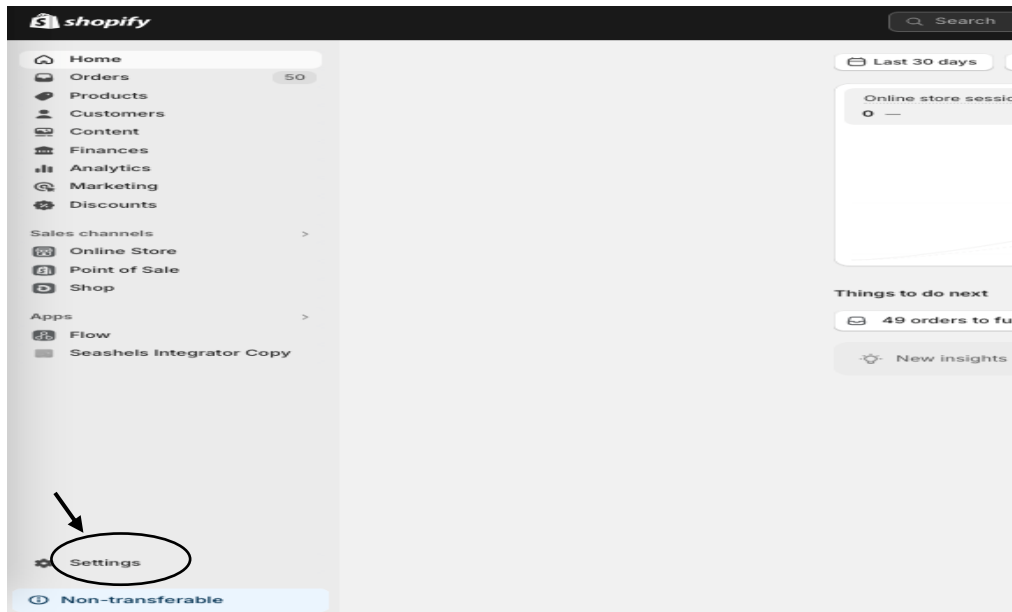 shopify
Search
Home
Orders 50
Products
Customers
Content
Finances
Analytics
Marketing
Discounts
Sales channels >
Online Store
Point of Sale
Shop
Apps >
Flow
Seashels Integrator Copy
Settings
Non-transferable
Last 30 days
Online store sessio
0 —
Things to do next
49 orders to fu
New insights